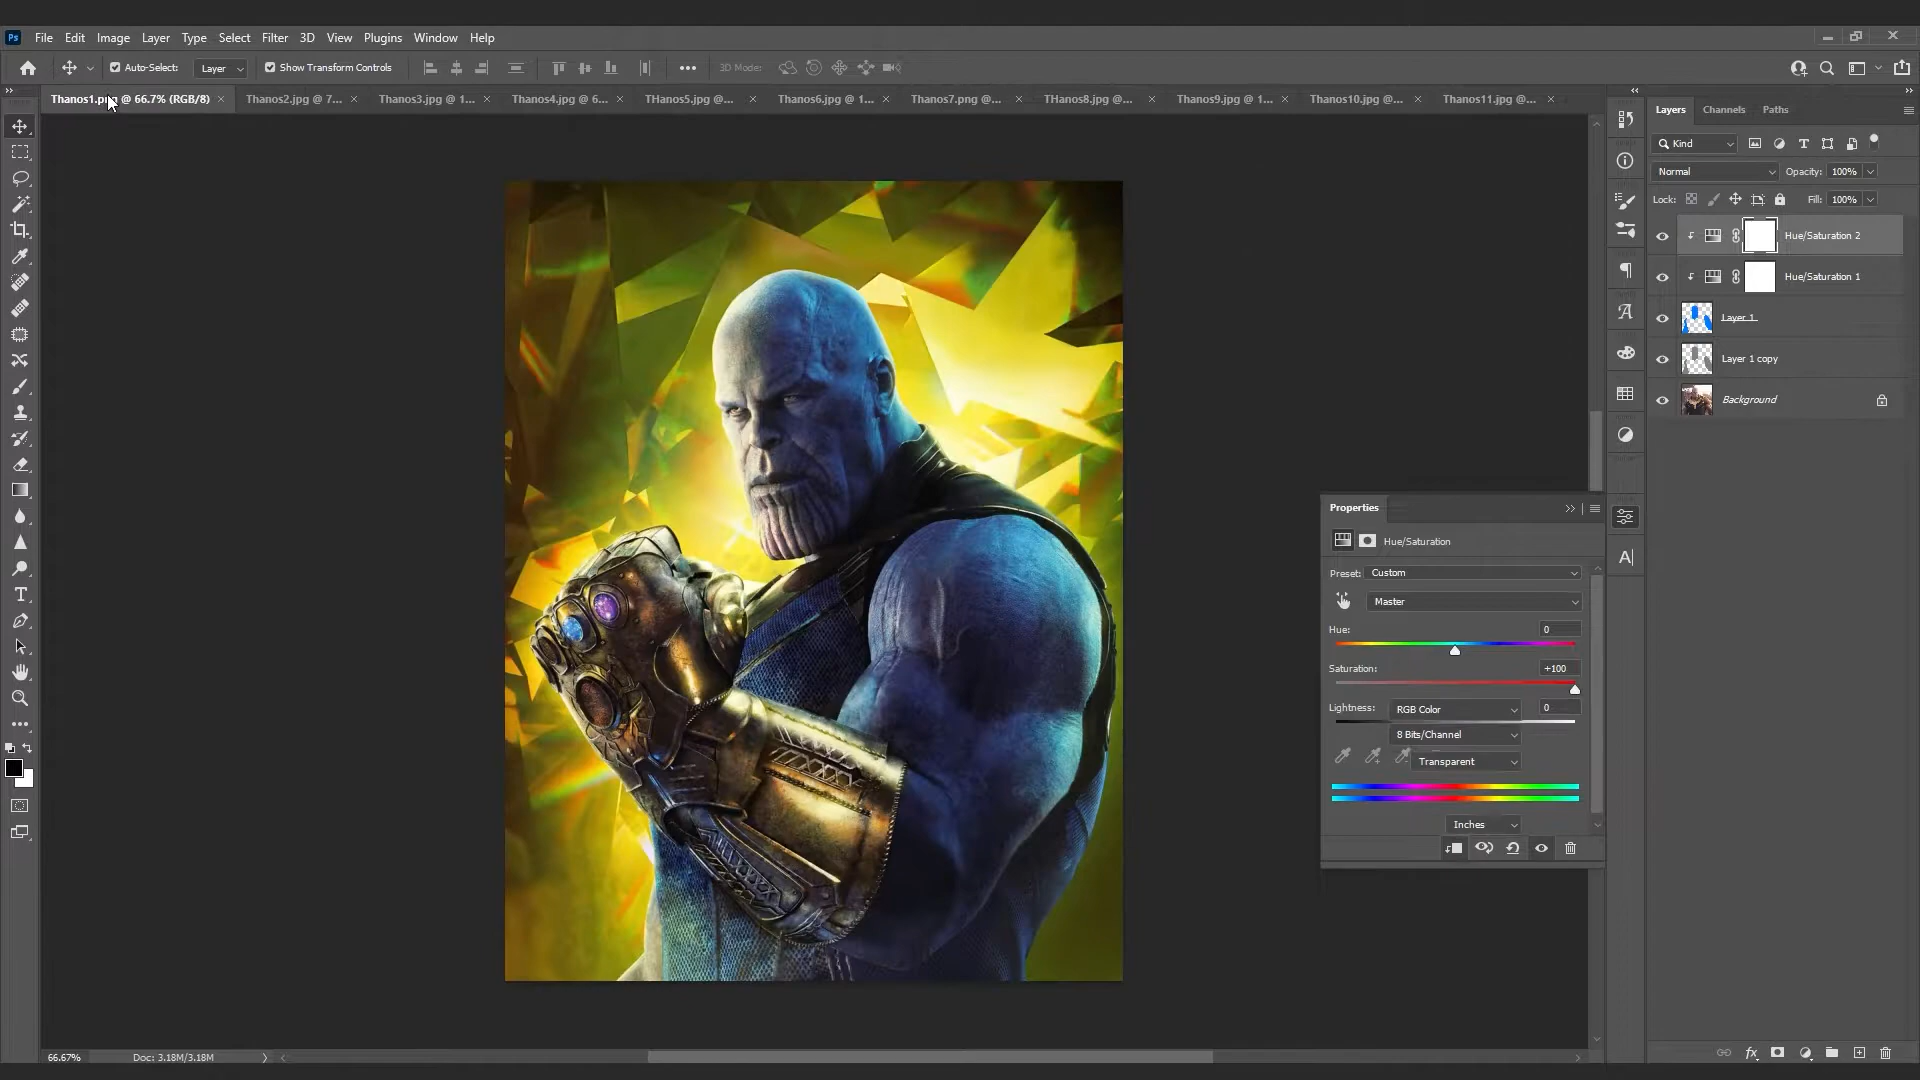 Ps File Edit Image Layer Type Select Filter 3D View Plugins Window Help
Auto-Select: Layer Show Transform Controls 3D Mode:
Thanos1.png @ 66.7% (RGB/8) Thanos2.jpg @ 7... Thanos3.jpg @ 1... Thanos4.jpg @ 6... THanos5.jpg @... Thanos6.jpg @ 1... Thanos7.png @... THanos8.jpg @... Thanos9.jpg @ 1... Thanos10.jpg @... Thanos11.jpg @...
Layers Channels Paths
Kind
Normal Opacity: 100%
Lock: Fill: 100%
Hue/Saturation 2
Hue/Saturation 1
Layer 1
Layer 1 copy
Background
Properties
Hue/Saturation
Preset: Custom
Master
Hue: 0
Saturation: +100
Lightness: RGB Color 0
8 Bits/Channel
Transparent
Inches
66.67% Doc: 3.18M/3.18M